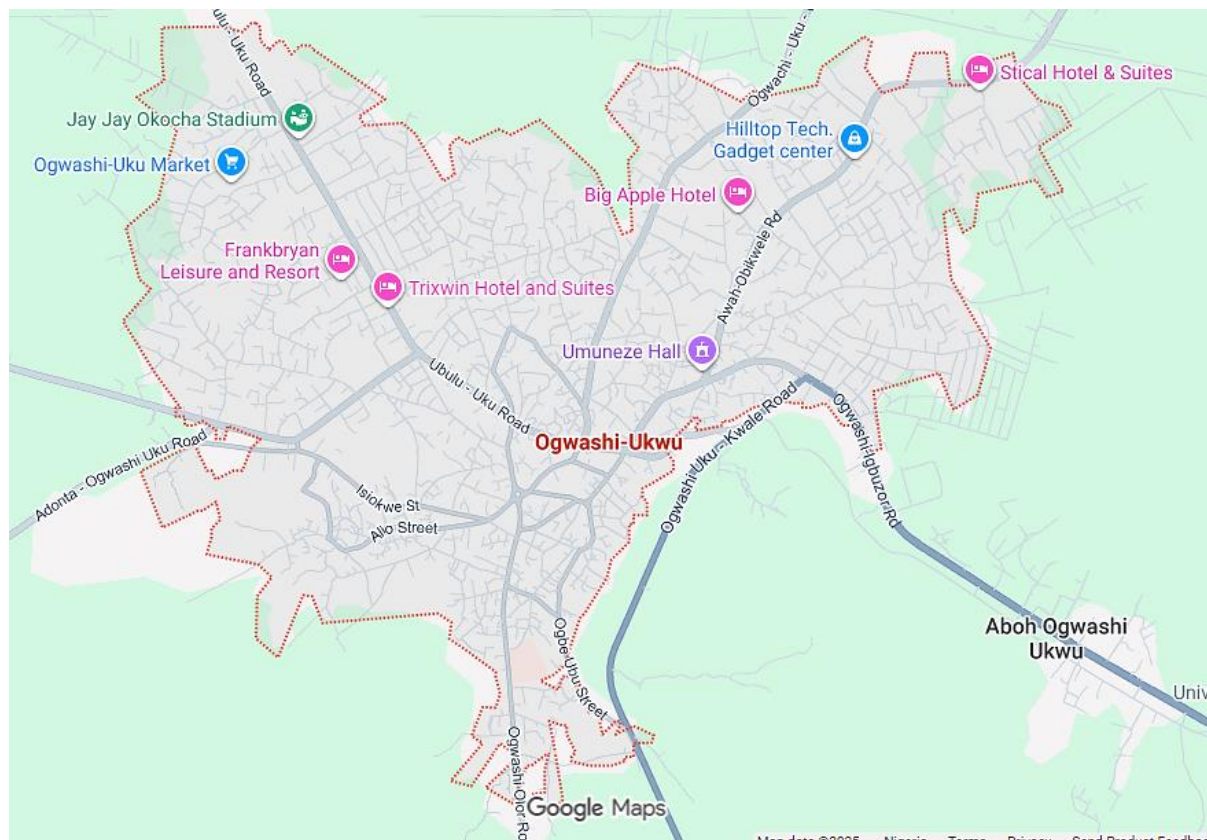 Ubulu - Uku Road
Ogwachi - Uku -
Stical Hotel & Suites
Jay Jay Okocha Stadium
Hilltop Tech.
Gadget center
Ogwashi-Uku Market
Big Apple Hotel
Frankbryan
Leisure and Resort
Trixwin Hotel and Suites
Awah-Obikwele Rd
Umuneze Hall
Ubulu - Uku Road
Ogwashi-Ukwu
Ogwashi Uku - Kwale Road
Ogwashi-Igbuzor Rd
Adonta - Ogwashi Uku Road
Isiokwe St
Allo Street
Aboh Ogwashi
Ukwu
Ogbe Ubu Street
Univ
Ogwashi-Olor Ro
Google Maps